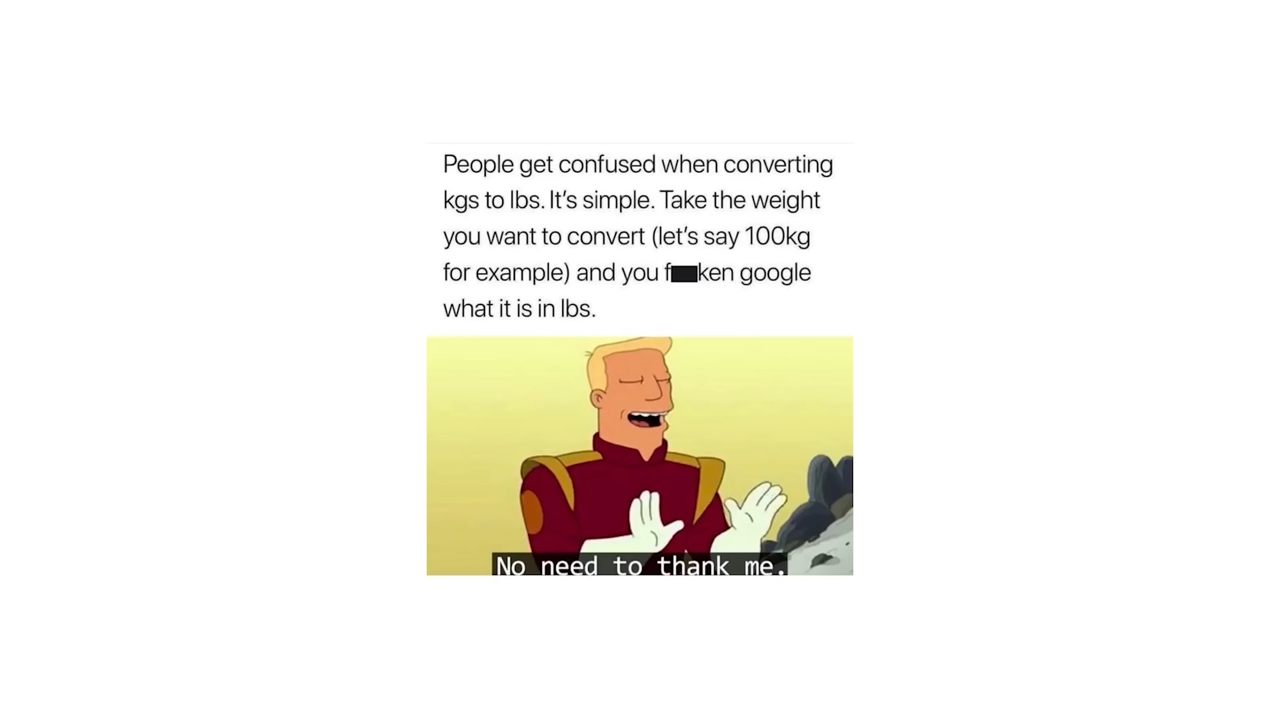 People get confused when converting
kgs to lbs. It's simple. Take the weight
you want to convert (let's say 100kg
for example) and you f ken google
what it is in lbs.
No need to thank me.